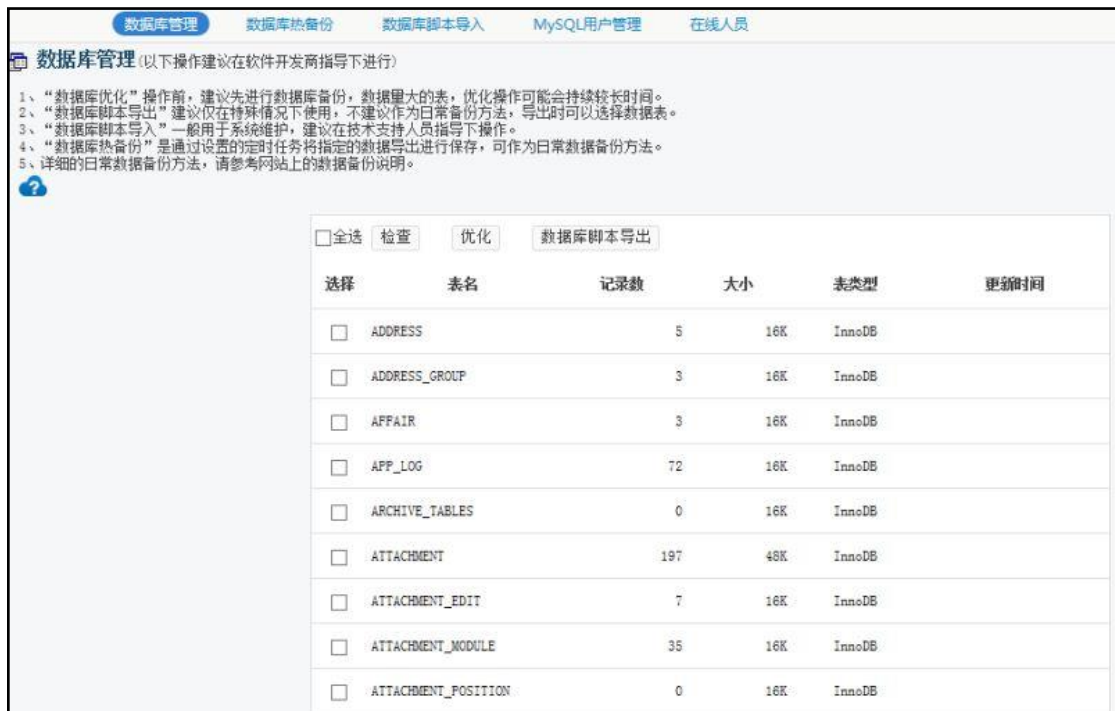 数据库管理 数据库热备份 数据库脚本导入 MySQL用户管理 在线人员
数据库管理(以下操作建议在软件开发商指导下进行)
1、“数据库优化”操作前，建议先进行数据库备份，数据量大的表，优化操作可能会持续较长时间。
2、“数据库脚本导出”建议仅在特殊情况下使用，不建议作为日常备份方法，导出时可以选择数据表。
3、“数据库脚本导入”一般用于系统维护，建议在技术支持人员指导下操作。
4、“数据库热备份”是通过设置的定时任务将指定的数据导出进行保存，可作为日常数据备份方法。
5、详细的日常数据备份方法，请参考网站上的数据备份说明。
?
全选 检查 优化 数据库脚本导出
选择 表名 记录数 大小 表类型 更新时间
ADDRESS 5 16K InnoDB
ADDRESS_GROUP 3 16K InnoDB
AFFAIR 3 16K InnoDB
APP_LOG 72 16K InnoDB
ARCHIVE_TABLES 0 16K InnoDB
ATTACHMENT 197 48K InnoDB
ATTACHMENT_EDIT 7 16K InnoDB
ATTACHMENT_MODULE 35 16K InnoDB
ATTACHMENT_POSITION 0 16K InnoDB